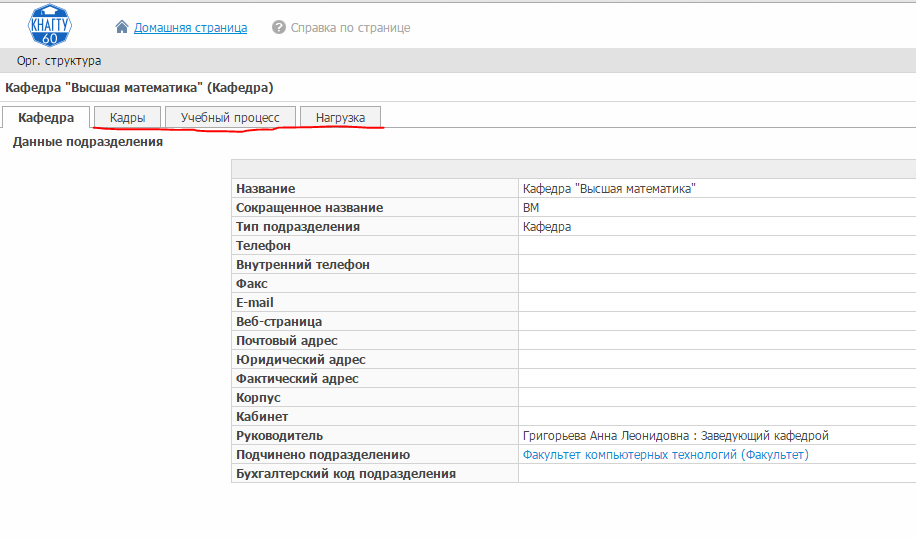 КНАГТУ
60
Домашняя страница
? Справка по странице
Орг. структура
Кафедра "Высшая математика" (Кафедра)
Кафедра Кадры Учебный процесс Нагрузка
Данные подразделения
Название Кафедра "Высшая математика"
Сокращенное название ВМ
Тип подразделения Кафедра
Телефон
Внутренний телефон
Факс
E-mail
Веб-страница
Почтовый адрес
Юридический адрес
Фактический адрес
Корпус
Кабинет
Руководитель Григорьева Анна Леонидовна : Заведующий кафедрой
Подчинено подразделению Факультет компьютерных технологий (Факультет)
Бухгалтерский код подразделения